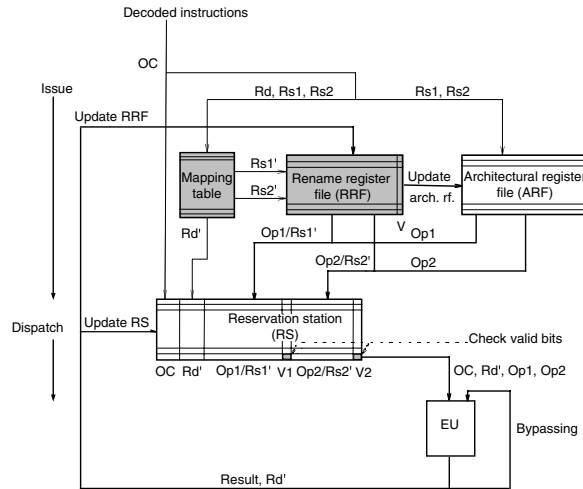 Decoded instructions
OC
Issue
Rd, Rs1, Rs2
Rs1, Rs2
Update RRF
Mapping
table
Rs1'
Rs2'
Rename register
file (RRF)
Update
arch. rf.
Architectural register
file (ARF)
V
Rd'
Op1/Rs1'
Op1
Op2/Rs2'
Op2
Dispatch
Update RS
Reservation station
(RS)
Check valid bits
OC Rd' Op1/Rs1' V1 Op2/Rs2' V2
OC, Rd', Op1, Op2
EU
Bypassing
Result, Rd'